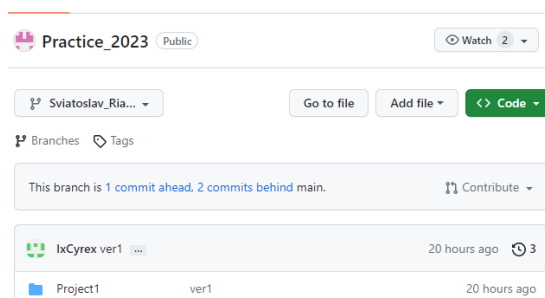 Practice_2023 Public Watch 2
Sviatoslav_Ria... Go to file Add file Code
Branches Tags
This branch is 1 commit ahead, 2 commits behind main. Contribute
IxCyrex ver1 ... 20 hours ago 3
Project1 ver1 20 hours ago